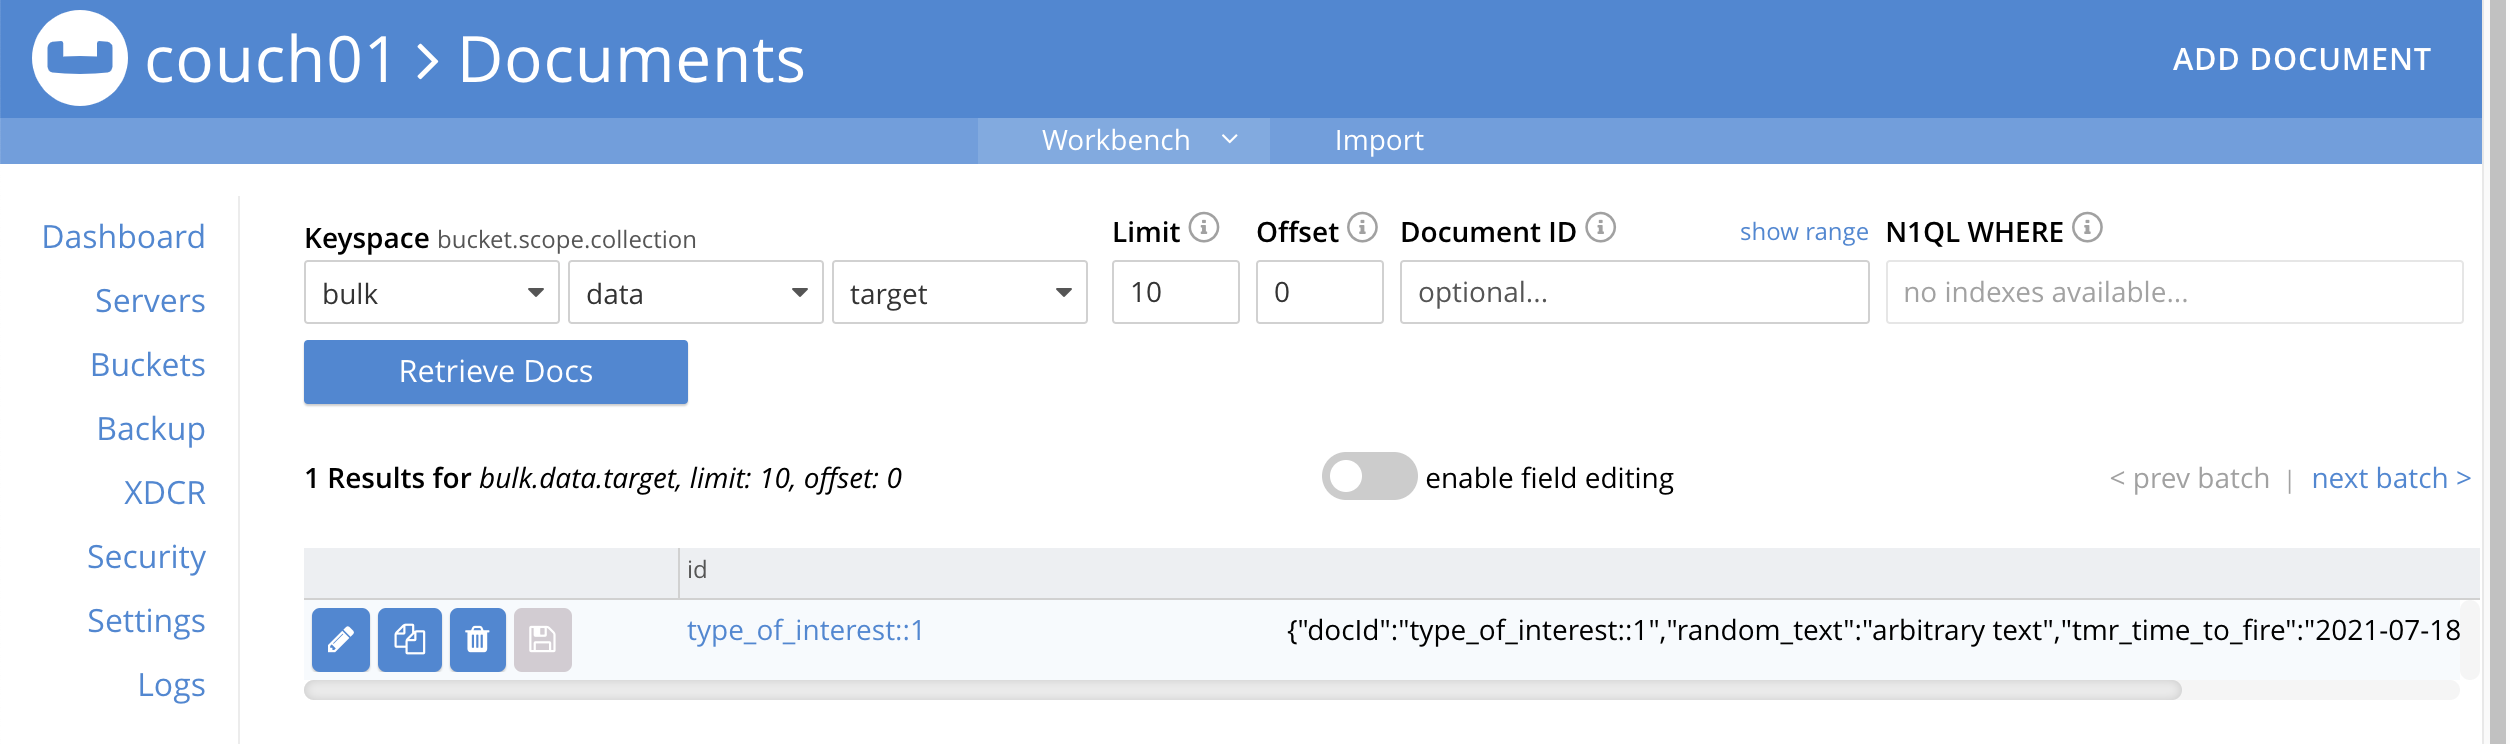 couch01 > Documents
ADD DOCUMENT
Workbench
Import
Dashboard
Servers
Buckets
Backup
XDCR
Security
Settings
Logs
Keyspace bucket.scope.collection
bulk
data
target
Limit
10
Offset
0
Document ID
show range
optional...
N1QL WHERE
no indexes available...
Retrieve Docs
1 Results for bulk.data.target, limit: 10, offset: 0
enable field editing
< prev batch | next batch >
id
type_of_interest::1
{"docId":"type_of_interest::1","random_text":"arbitrary text","tmr_time_to_fire":"2021-07-18